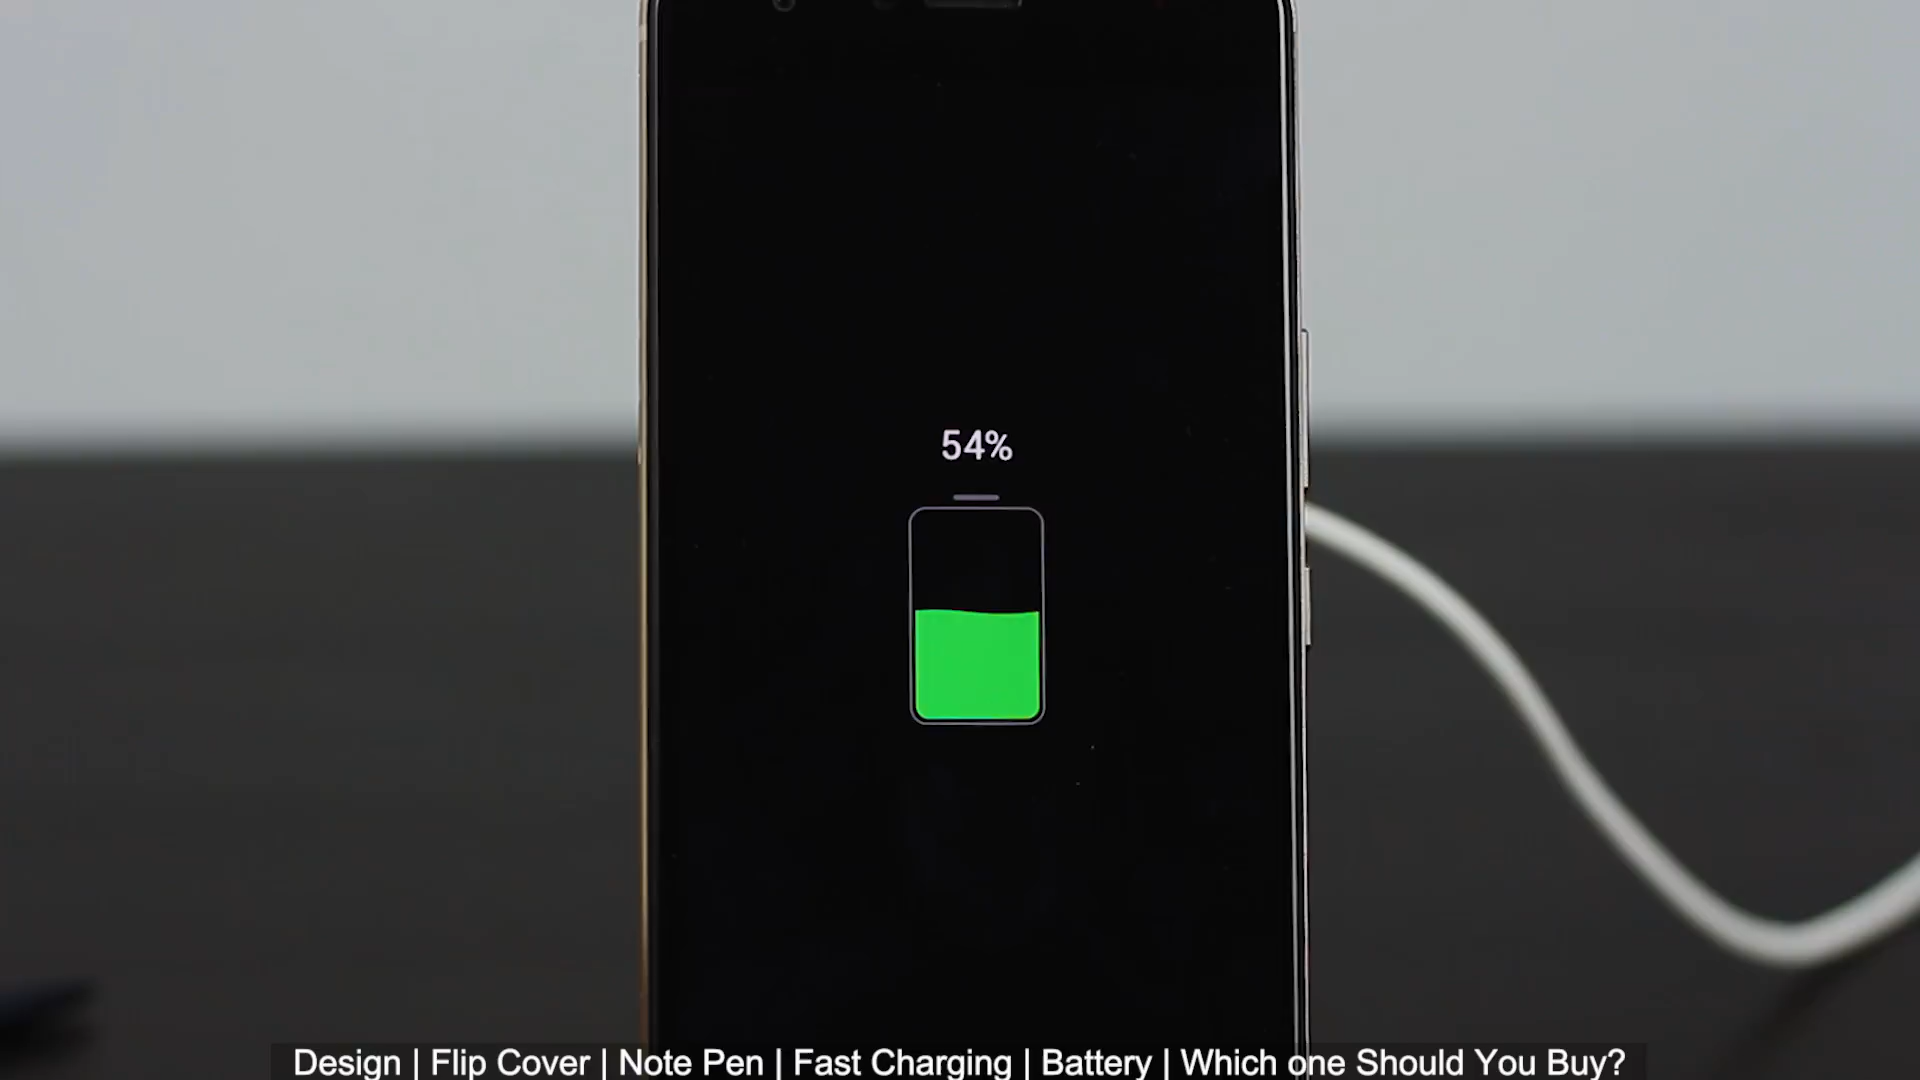 54%
Design | Flip Cover | Note Pen | Fast Charging | Battery | Which one Should You Buy?